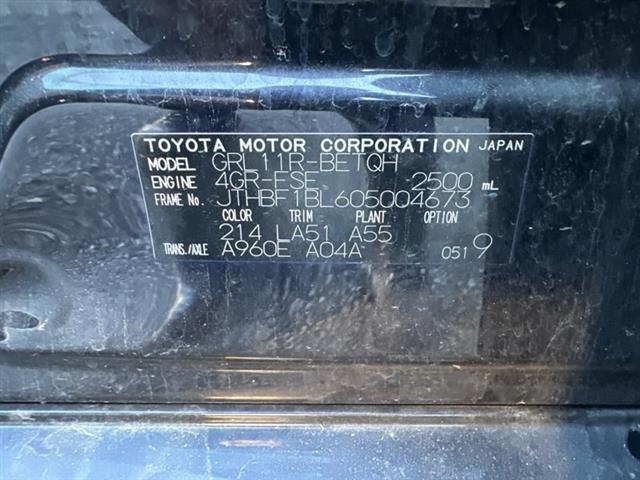 TOYOTA MOTOR CORPORATION JAPAN
MODEL GRL11R-BETQH
ENGINE 4GR-FSE 2500 mL
FRAME No. JTHBF1BL605004673
COLOR TRIM PLANT OPTION
214 LA51 A55
TRANS./AXLE A960E A04A 0519